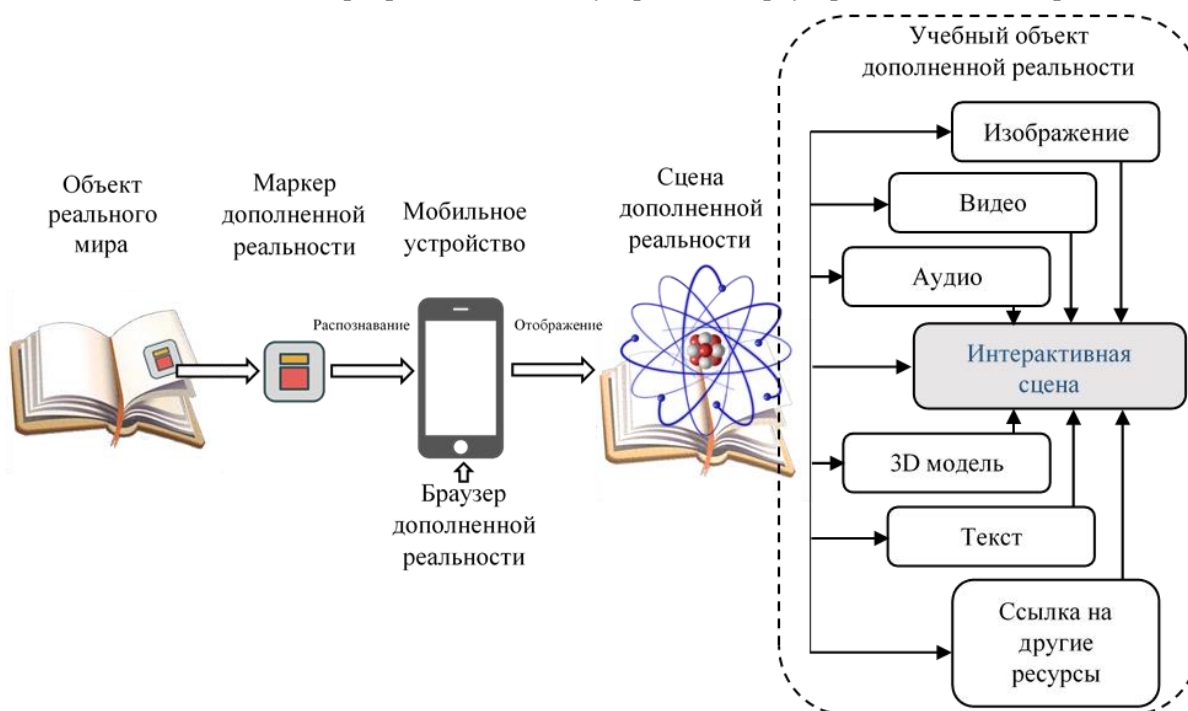 Учебный объект
дополненной реальности
Изображение
Видео
Аудио
Интерактивная
сцена
3D модель
Текст
Ссылка на
другие
ресурсы
Объект
реального
мира
Маркер
дополненной
реальности
Мобильное
устройство
Сцена
дополненной
реальности
Распознавание
Отображение
Браузер
дополненной
реальности